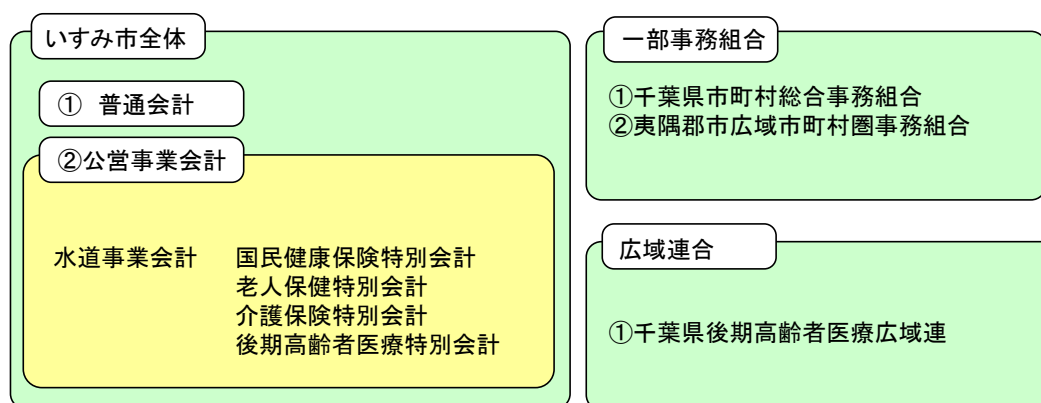 いすみ市全体
① 普通会計
②公営事業会計
水道事業会計 国民健康保険特別会計
老人保健特別会計
介護保険特別会計
後期高齢者医療特別会計
一部事務組合
①千葉県市町村総合事務組合
②夷隅郡市広域市町村圏事務組合
広域連合
①千葉県後期高齢者医療広域連